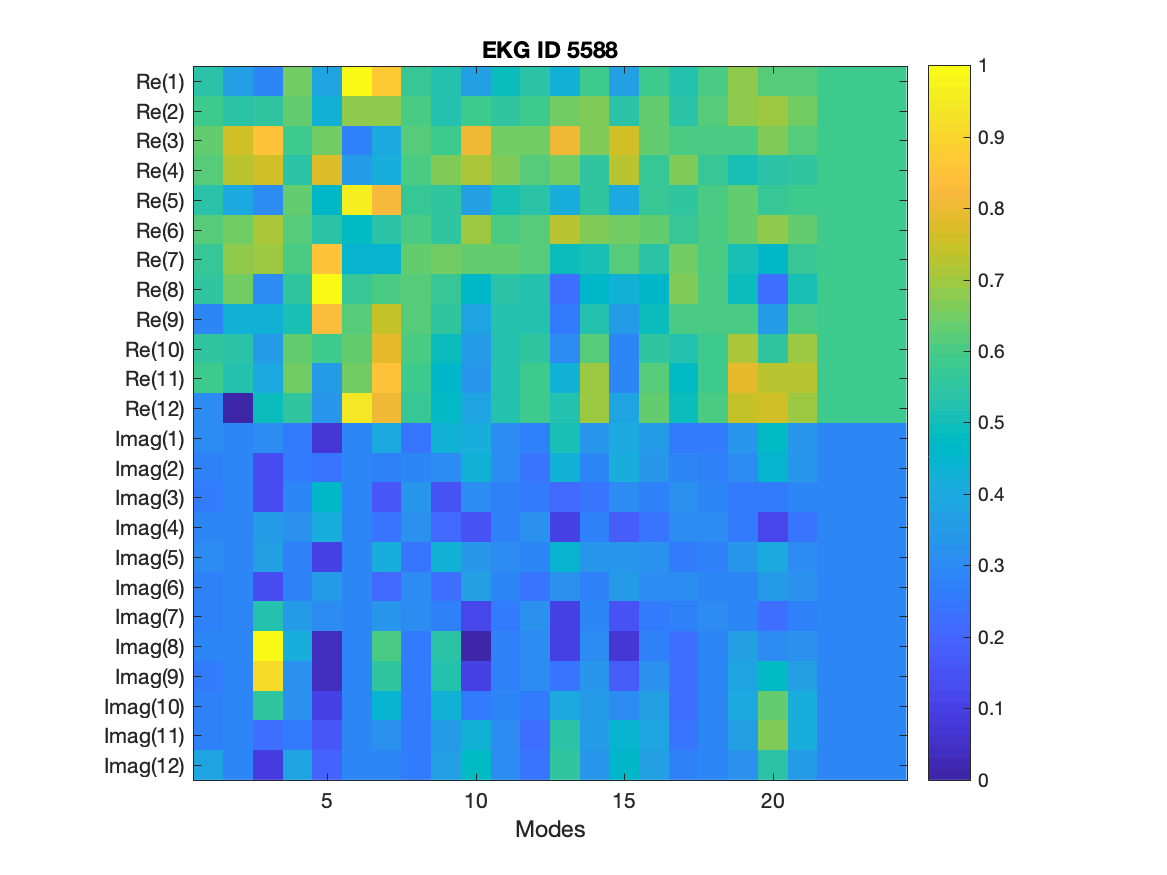 EKG ID 5588
Re(1)
Re(2)
Re(3)
Re(4)
Re(5)
Re(6)
Re(7)
Re(8)
Re(9)
Re(10)
Re(11)
Re(12)
Imag(1)
Imag(2)
Imag(3)
Imag(4)
Imag(5)
Imag(6)
Imag(7)
Imag(8)
Imag(9)
Imag(10)
Imag(11)
Imag(12)
5 10 15 20
Modes
1
0.9
0.8
0.7
0.6
0.5
0.4
0.3
0.2
0.1
0